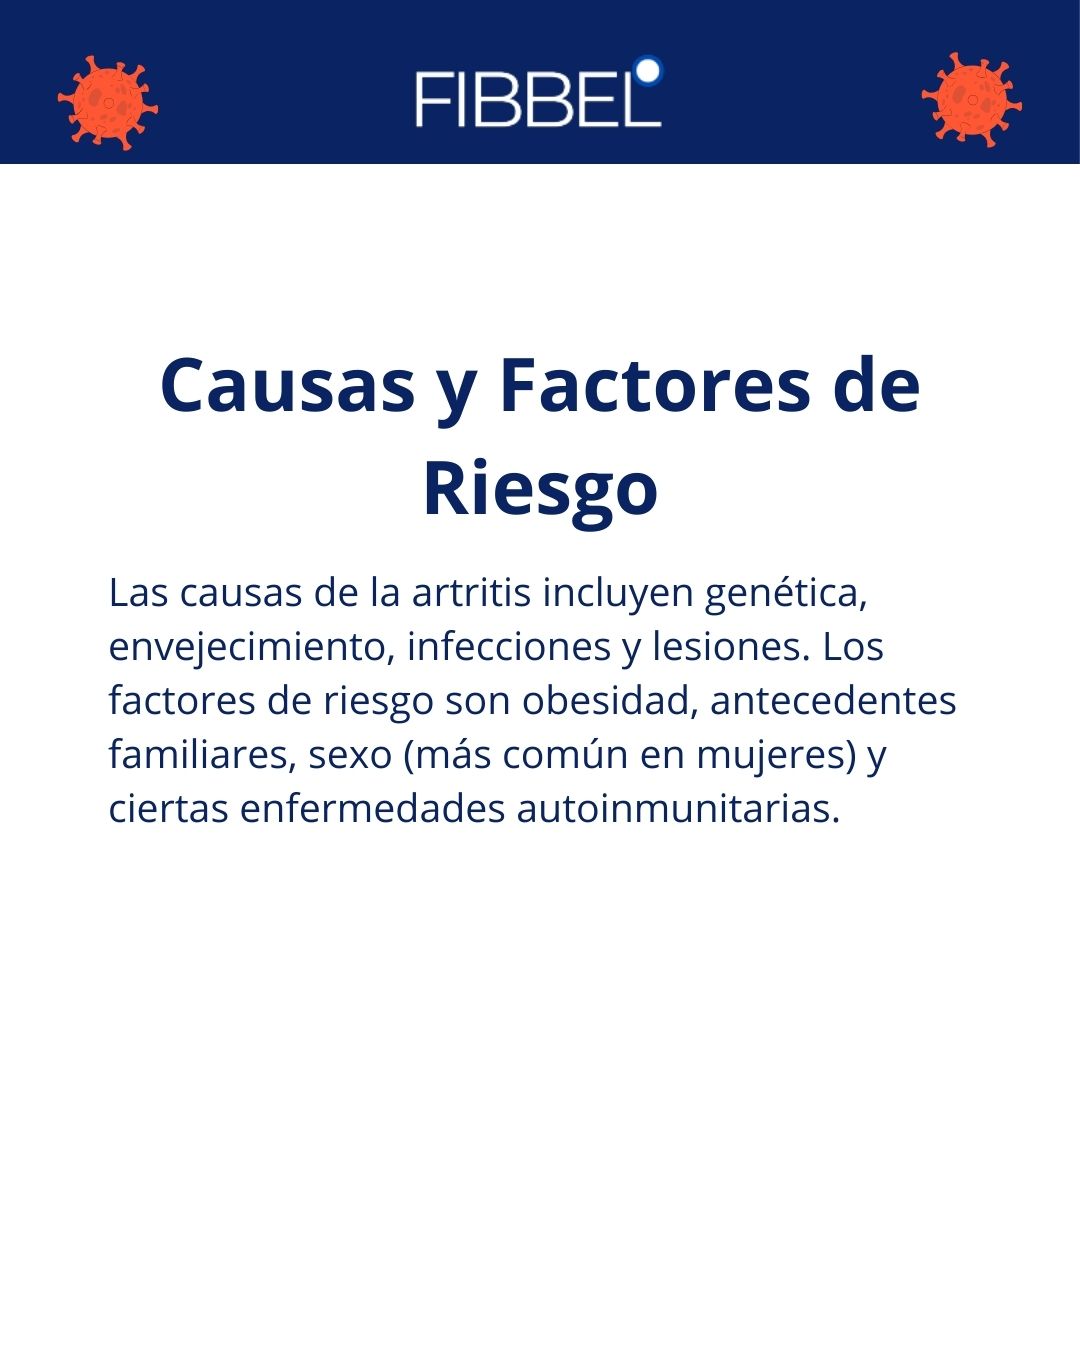 FIBBEL
Causas y Factores de
Riesgo
Las causas de la artritis incluyen genética,
envejecimiento, infecciones y lesiones. Los
factores de riesgo son obesidad, antecedentes
familiares, sexo (más común en mujeres) y
ciertas enfermedades autoinmunitarias.